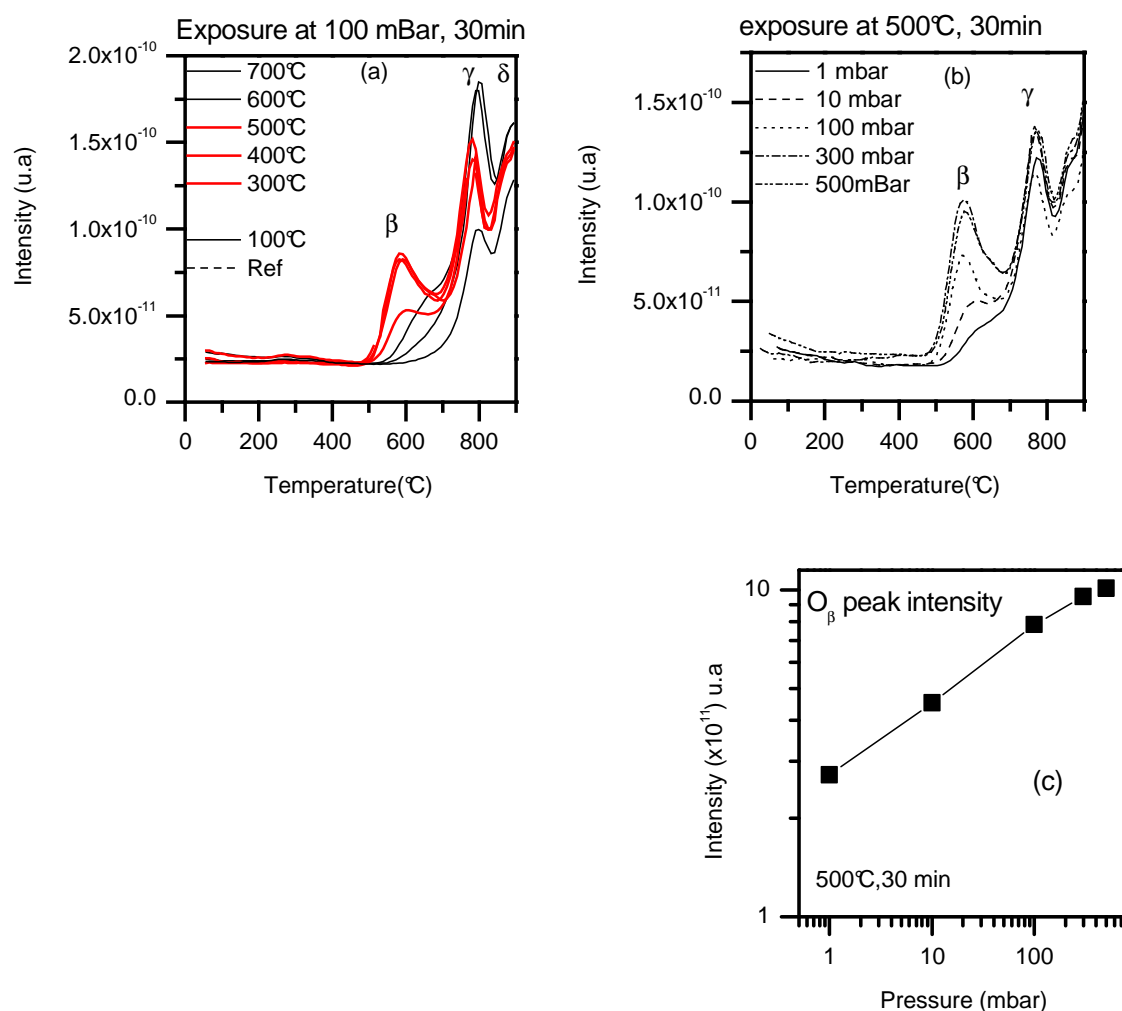 Exposure at 100 mBar, 30min
2.0x10⁻¹⁰
1.5x10⁻¹⁰
1.0x10⁻¹⁰
5.0x10⁻¹¹
0.0
Intensity (u.a)
700°C
600°C
500°C
400°C
300°C
100°C
Ref
(a)
β
γ
δ
0 200 400 600 800
Temperature(°C)
exposure at 500°C, 30min
1.5x10⁻¹⁰
1.0x10⁻¹⁰
5.0x10⁻¹¹
0.0
Intensity (u.a)
1 mbar
10 mbar
100 mbar
300 mbar
500mBar
(b)
β
γ
0 200 400 600 800
Temperature(°C)
10
1
Intensity (x10¹¹) u.a
Oᵦ peak intensity
(c)
500°C,30 min
1 10 100
Pressure (mbar)